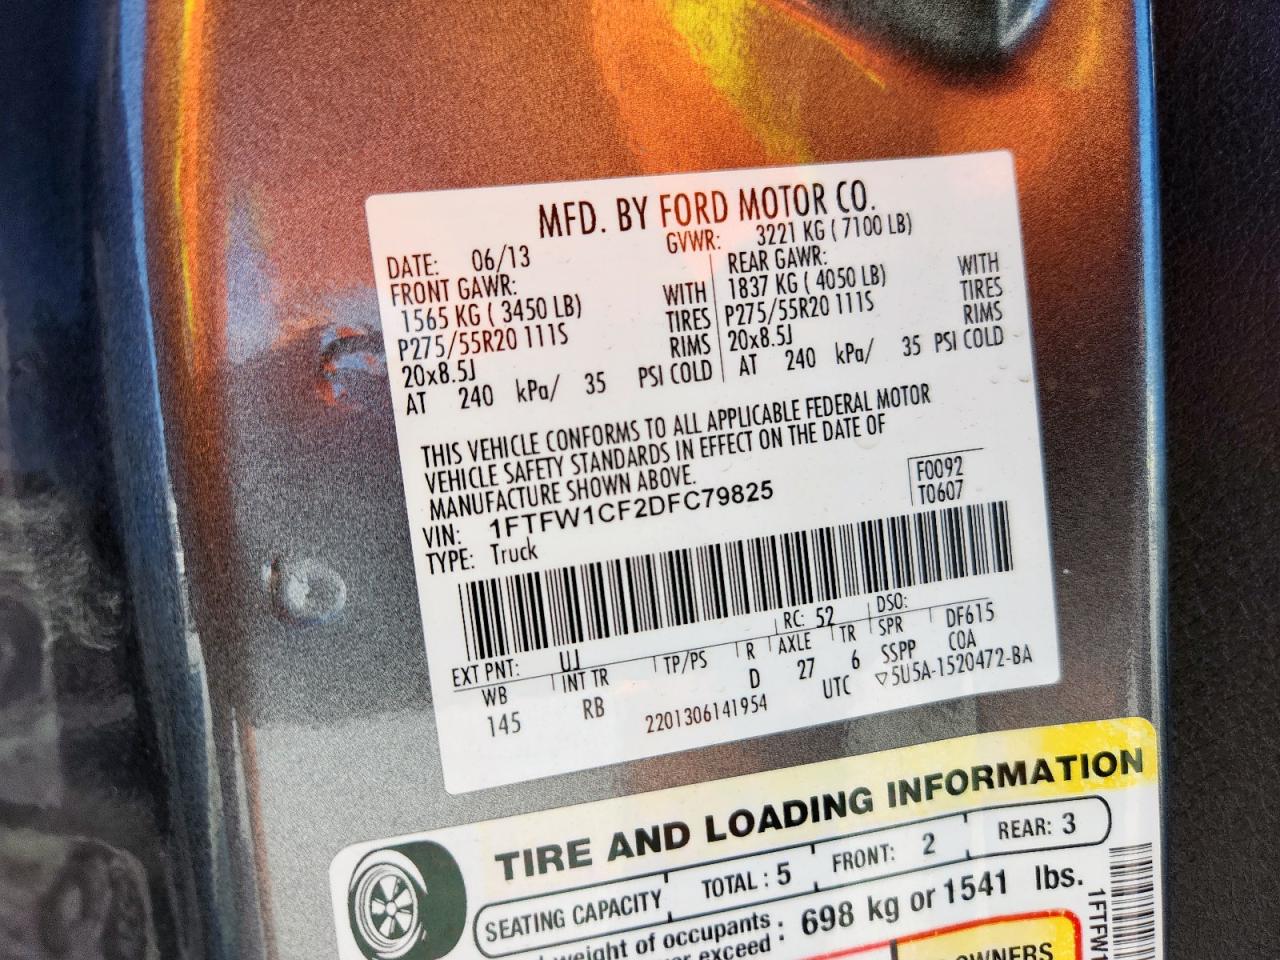 MFD. BY FORD MOTOR CO.
DATE: 06/13 GVWR: 3221 KG ( 7100 LB)
FRONT GAWR: REAR GAWR:
1565 KG ( 3450 LB) WITH 1837 KG ( 4050 LB) WITH
P275/55R20 111S TIRES P275/55R20 111S TIRES
20x8.5J RIMS 20x8.5J RIMS
AT 240 kPa/ 35 PSI COLD AT 240 kPa/ 35 PSI COLD
THIS VEHICLE CONFORMS TO ALL APPLICABLE FEDERAL MOTOR
VEHICLE SAFETY STANDARDS IN EFFECT ON THE DATE OF
MANUFACTURE SHOWN ABOVE.
VIN: 1FTFW1CF2DFC79825 F0092
TYPE: Truck T0607
EXT PNT: UJ RC: 52 DSO:
WB INT TR TP/PS R AXLE TR SPR DF615
145 RB D 27 6 SSPP COA
2201306141954 UTC ▽5U5A-1520472-BA
TIRE AND LOADING INFORMATION
SEATING CAPACITY TOTAL : 5 FRONT: 2 REAR: 3
weight of occupants : 698 kg or 1541 lbs.
exceed :
OWNERS
1FTFW1